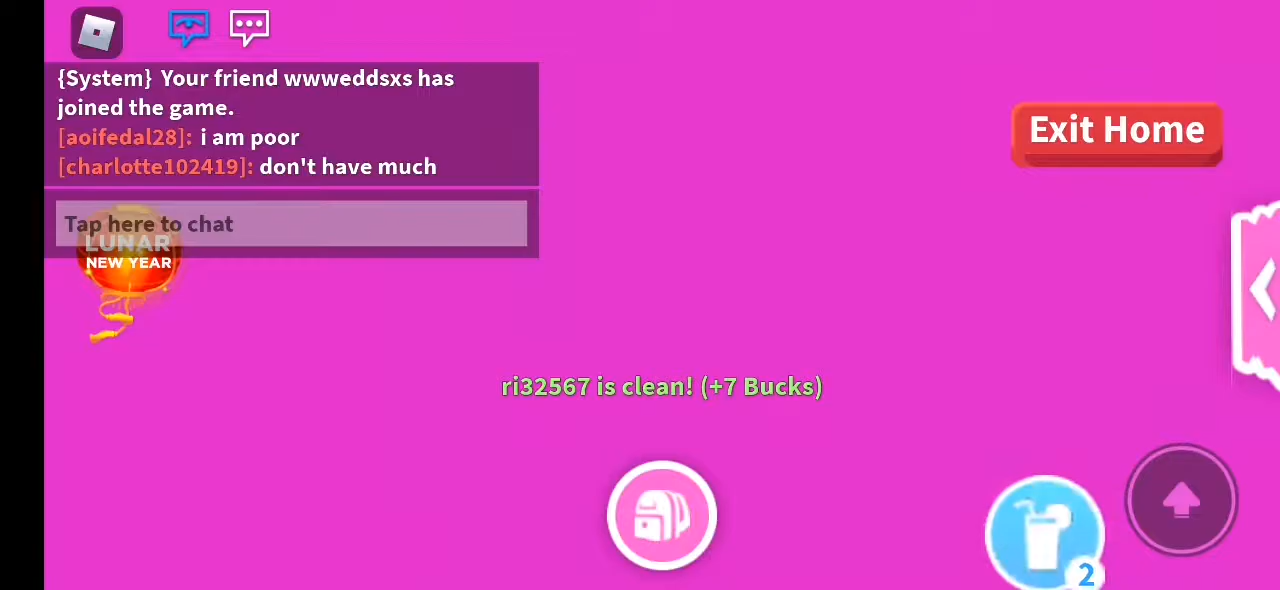 {System} Your friend wwweddsxs has
joined the game.
[aoifedal28]: i am poor
[charlotte102419]: don't have much
Tap here to chat
LUNAR
NEW YEAR
Exit Home
ri32567 is clean! (+7 Bucks)
2